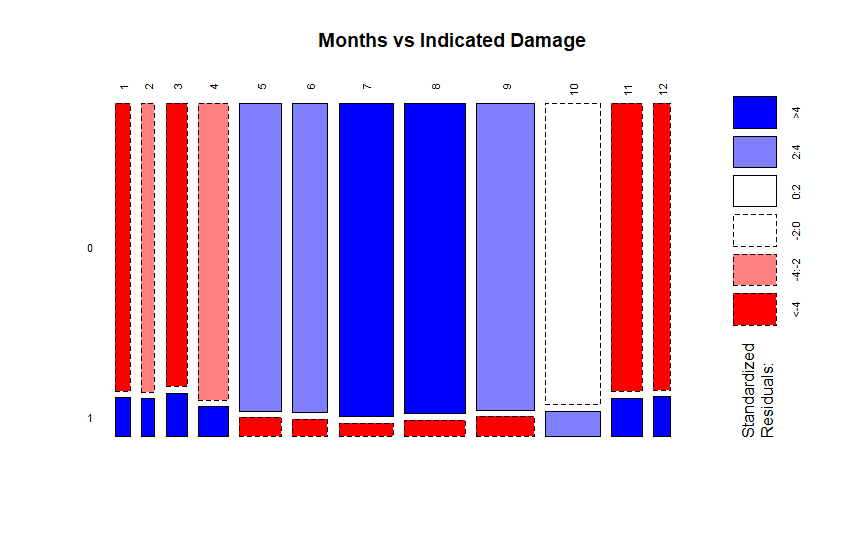 Months vs Indicated Damage
1 2 3 4 5 6 7 8 9 10 11 12
0
1
>4
2:4
0:2
-2:0
-4:-2
<-4
Standardized
Residuals: